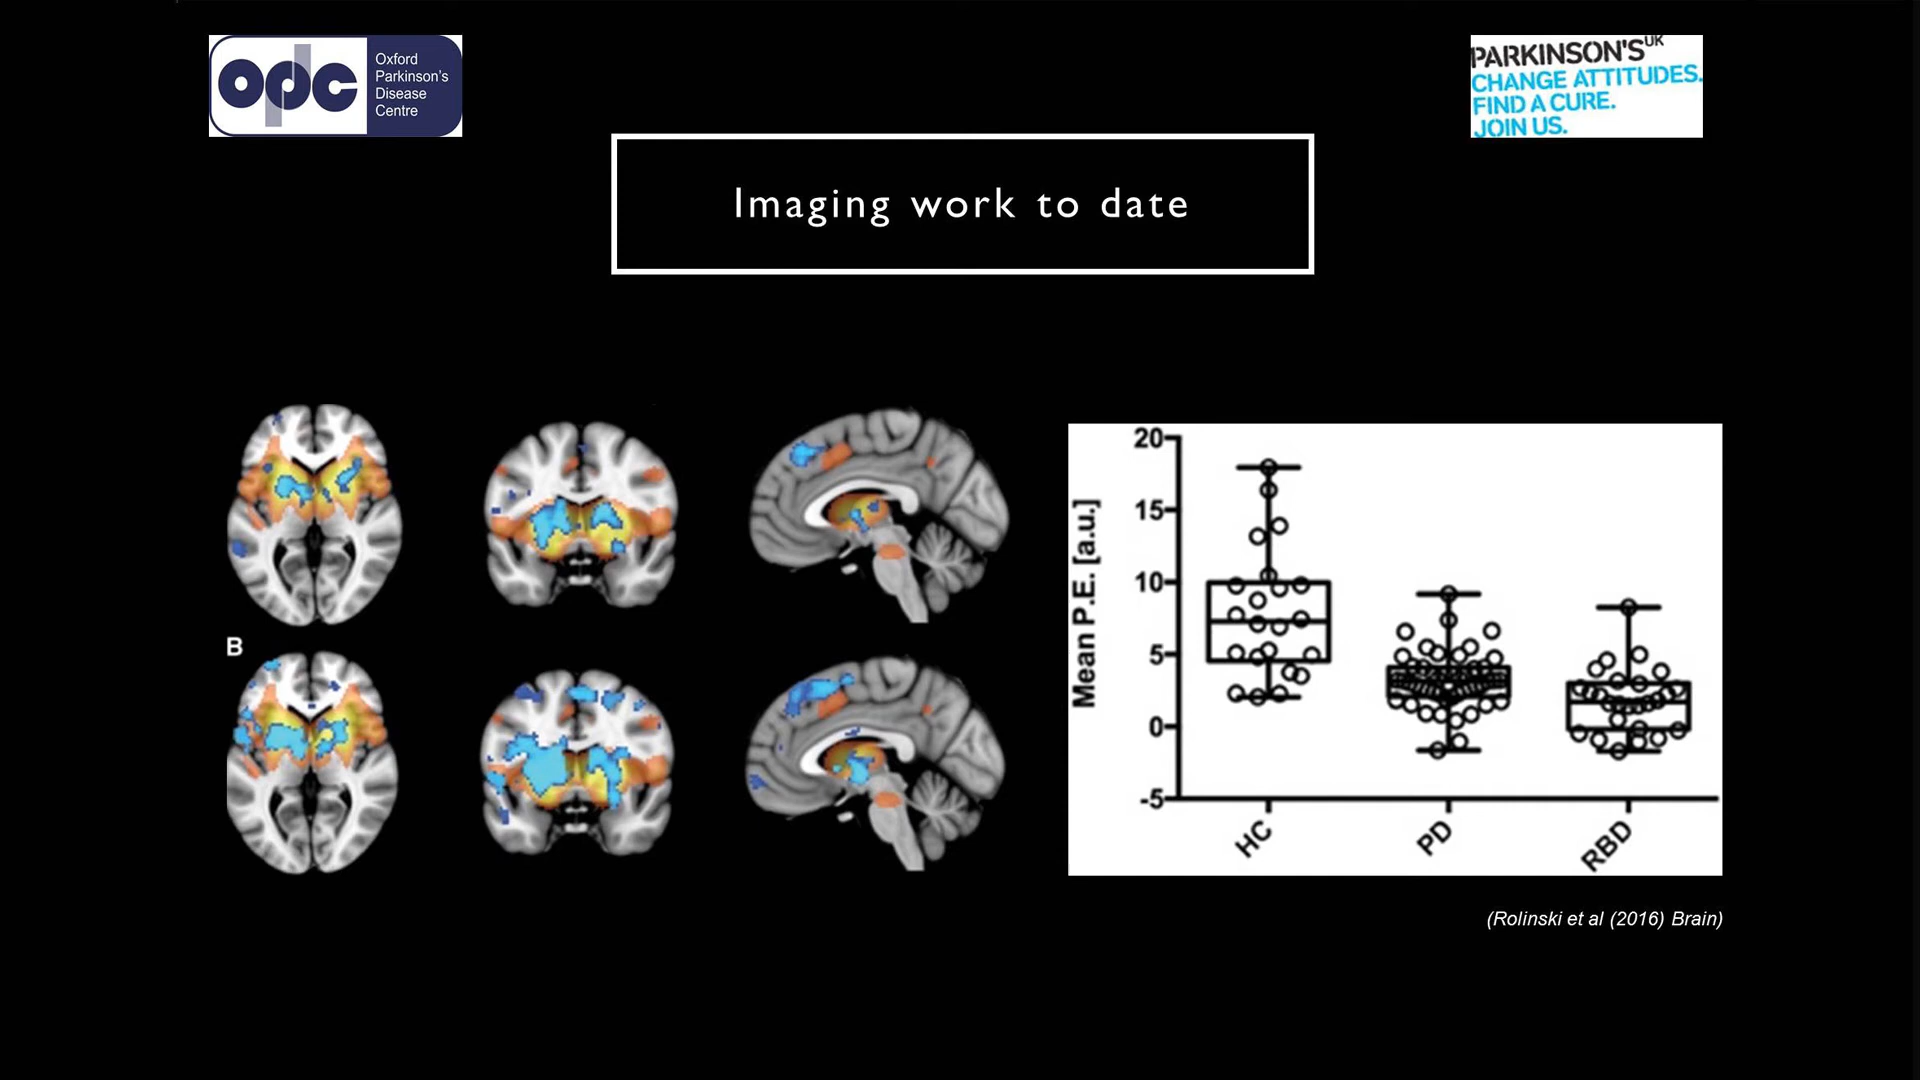 opdc
Oxford
Parkinson's
Disease
Centre
PARKINSON'S UK
CHANGE ATTITUDES.
FIND A CURE.
JOIN US.
Imaging work to date
B
Mean P.E. [a.u.]
20
15
10
5
0
-5
HC
PD
RBD
(Rolinski et al (2016) Brain)